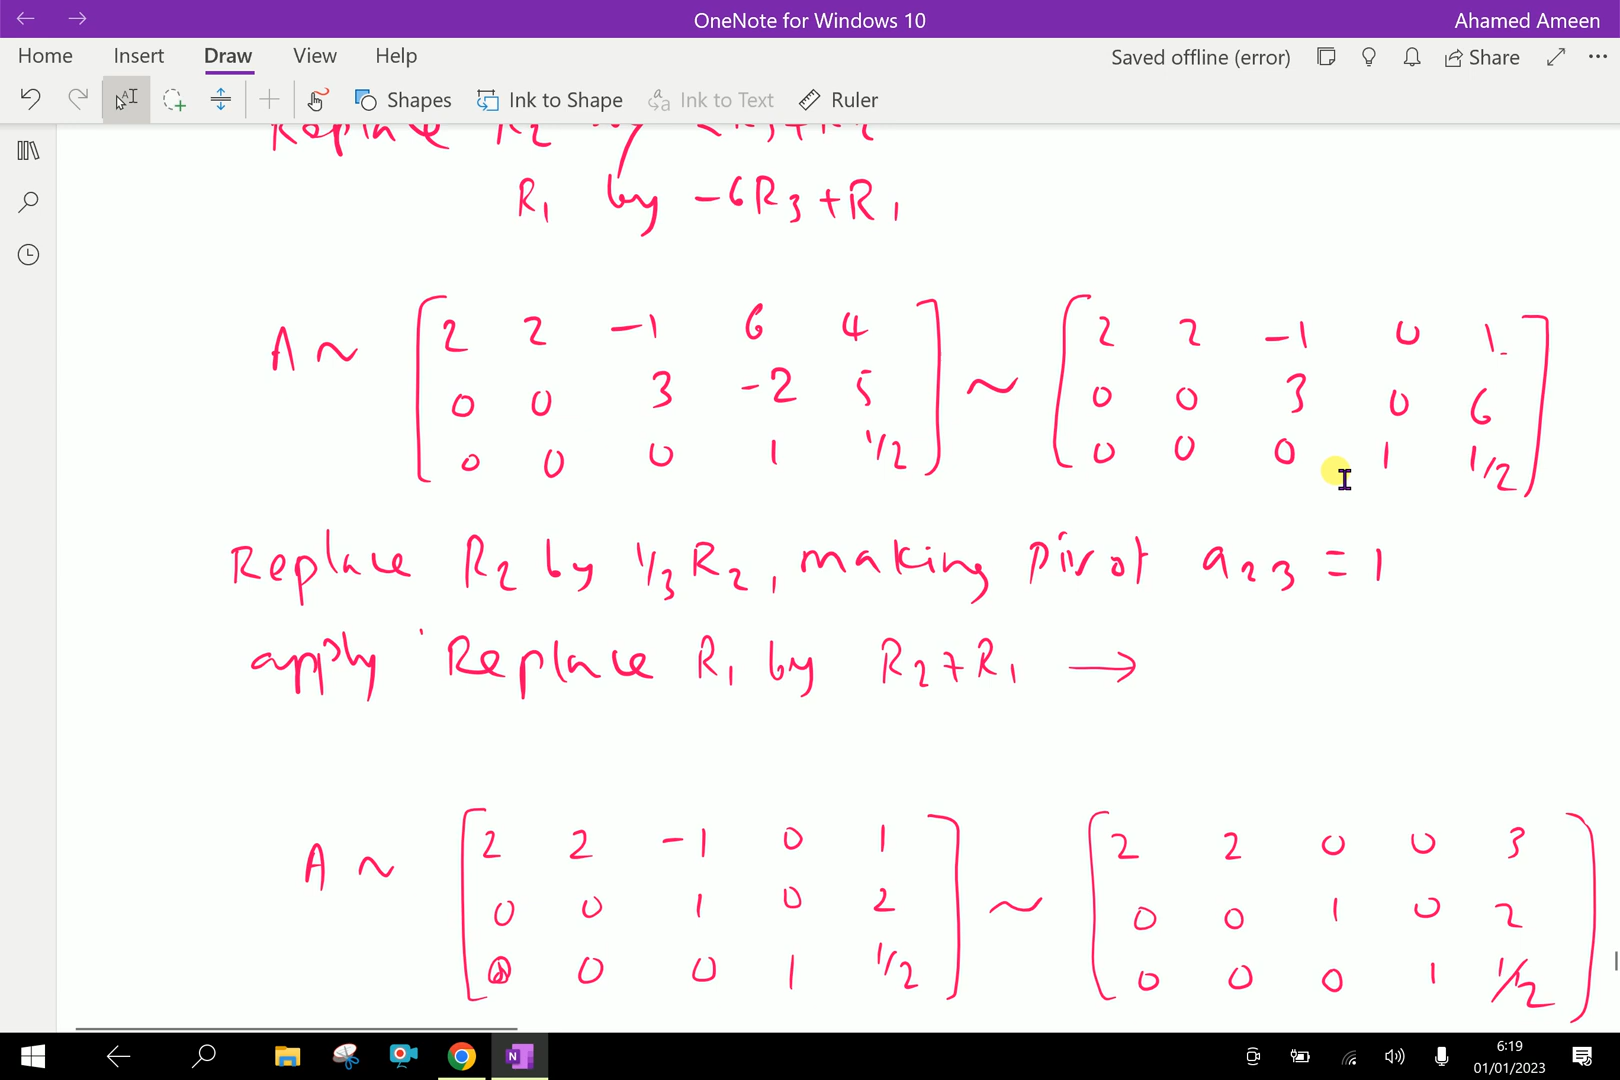 OneNote for Windows 10
Ahamed Ameen
Home Insert Draw View Help
Saved offline (error) Share
Shapes Ink to Shape Ink to Text Ruler
Replace R2 by 2R3+R2
R1 by -6R3+R1
A ~ [2 2 -1 6 4 ~ [2 2 -1 0 1
0 0 3 -2 5 0 0 3 0 6
0 0 0 1 1/2] 0 0 0 1 1/2]
Replace R2 by 1/3 R2, making pivot a23 = 1
apply Replace R1 by R2+R1 →
A ~ [2 2 -1 0 1 ~ [2 2 0 0 3
0 0 1 0 2 0 0 1 0 2
0 0 0 1 1/2] 0 0 0 1 1/2]
6:19
01/01/2023